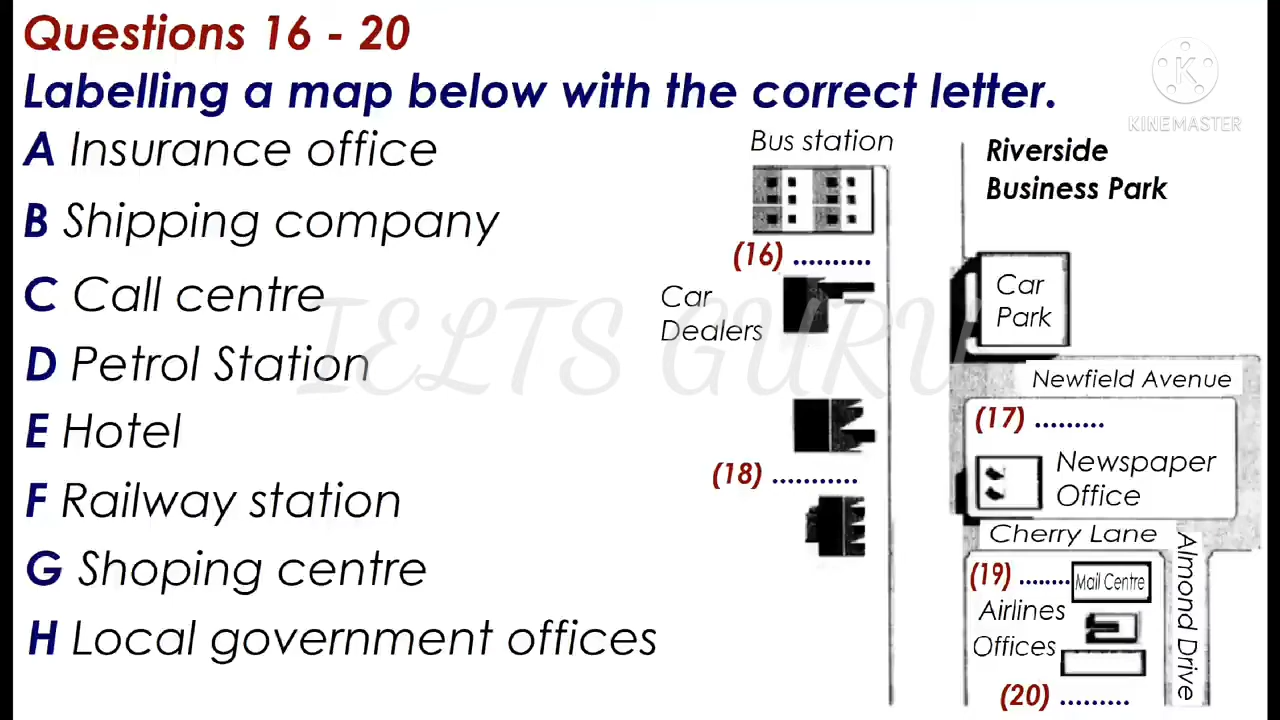 Questions 16 - 20
Labelling a map below with the correct letter.
KINEMASTER
A Insurance office
B Shipping company
C Call centre
D Petrol Station
E Hotel
F Railway station
G Shoping centre
H Local government offices
IELTS GURU
Bus station
Riverside
Business Park
(16) ..........
Car
Dealers
Car
Park
Newfield Avenue
(17) .........
Newspaper
Office
(18) ...........
Cherry Lane
Almond Drive
(19) ........
Mail Centre
Airlines
Offices
(20) .........